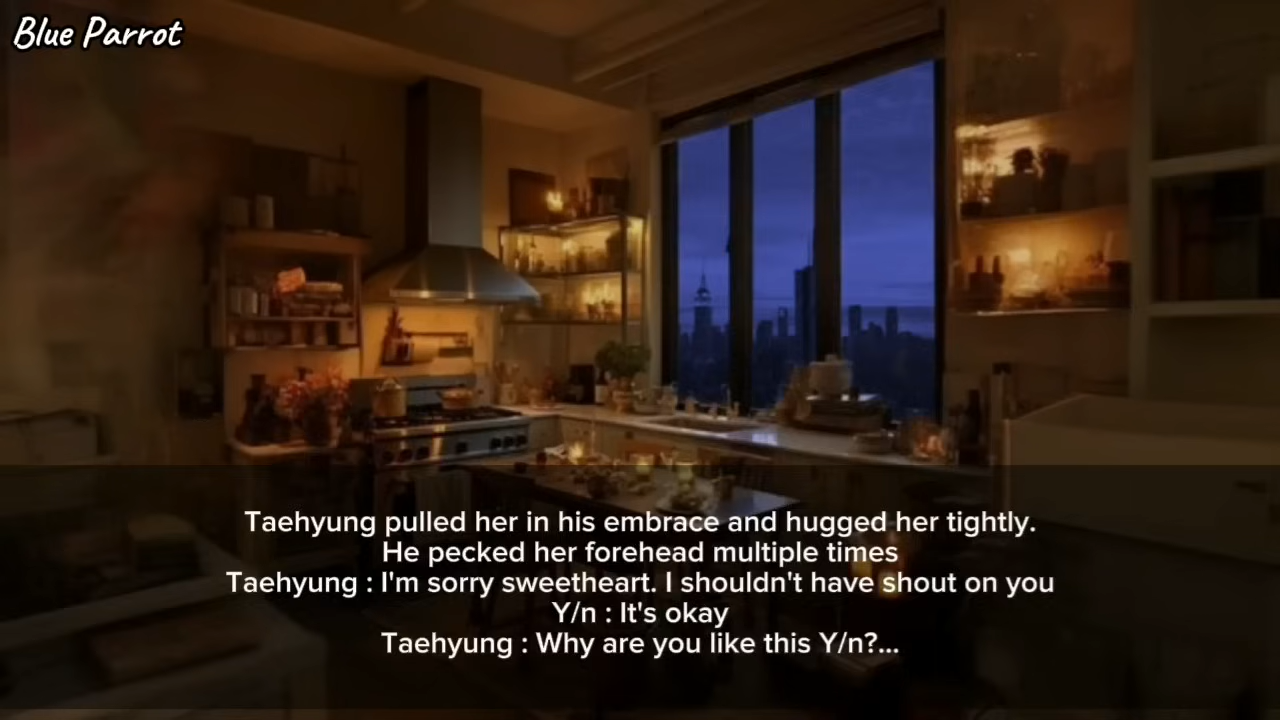 Blue Parrot
Taehyung pulled her in his embrace and hugged her tightly.
He pecked her forehead multiple times
Taehyung : I'm sorry sweetheart. I shouldn't have shout on you
Y/n : It's okay
Taehyung : Why are you like this Y/n?...